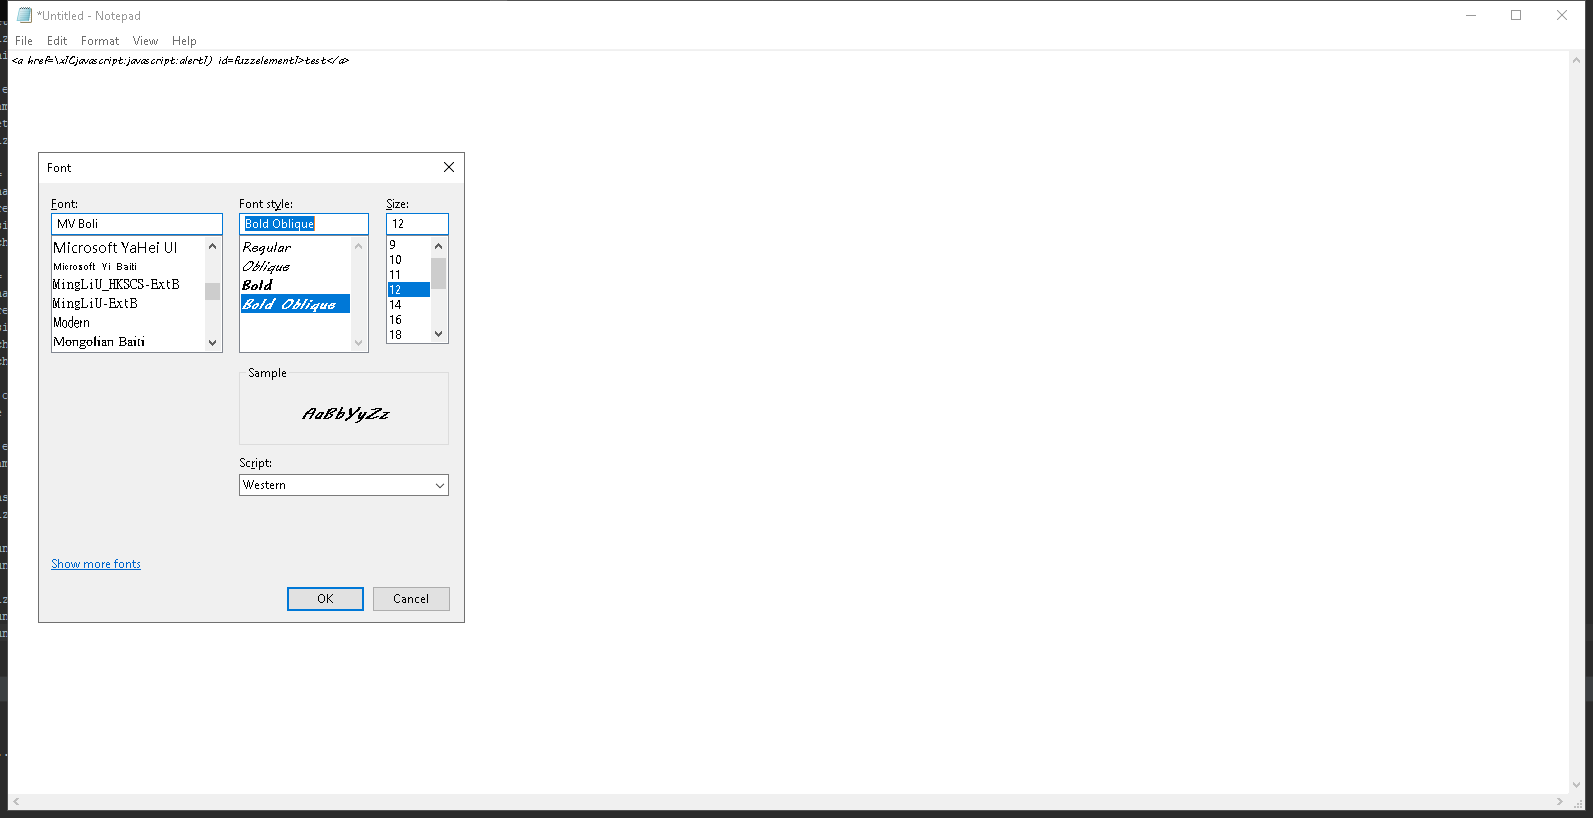 *Untitled - Notepad
File Edit Format View Help
<a href=\x1Cjavascript:javascript:alert1) id=fuzzelement1>test</a>
Font
Font: Font style: Size:
MV Boli Bold Oblique 12
Microsoft YaHei UI Regular 9
Microsoft Yi Baiti Oblique 10
MingLiU_HKSCS-ExtB Bold 11
MingLiU-ExtB Bold Oblique 12
Modern 14
Mongolian Baiti 16
18
Sample
AaBbYyZz
Script:
Western
Show more fonts
OK Cancel